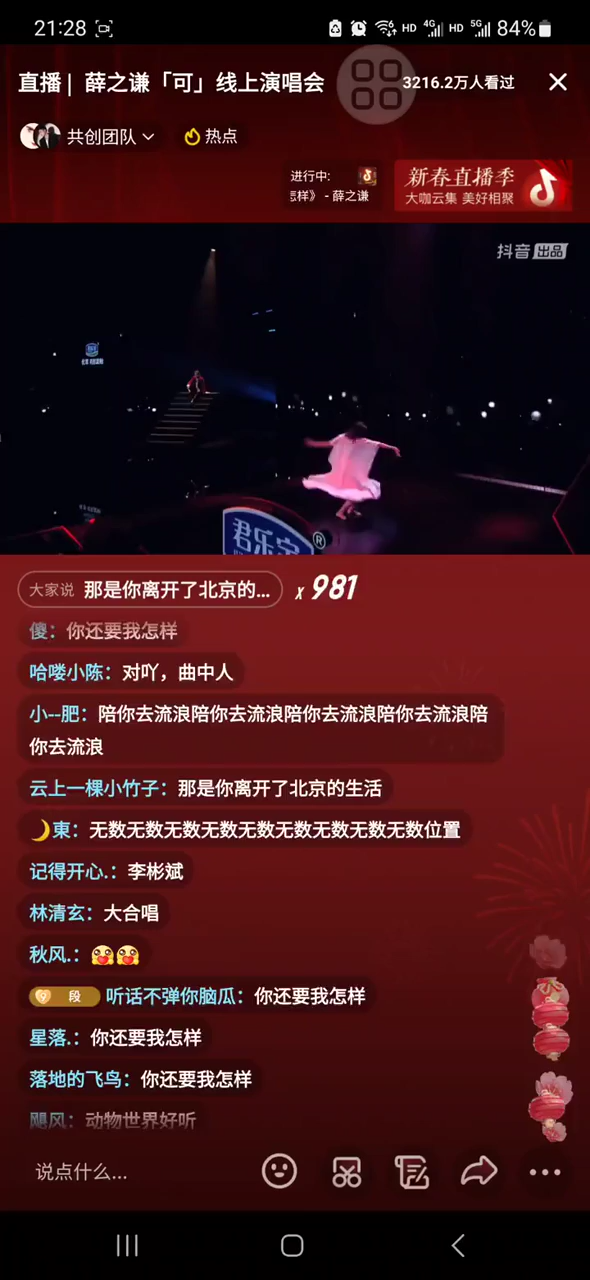 21:28
HD 4G HD 5G 84%
直播 | 薛之谦「可」线上演唱会
3216.2万人看过
共创团队
热点
进行中:
怎样》 - 薛之谦
新春直播季
大咖云集 美好相聚
抖音 出品
君乐宝®
大家说 那是你离开了北京的... x 981
傻：你还要我怎样
哈喽小陈：对吖，曲中人
小--肥：陪你去流浪陪你去流浪陪你去流浪陪你去流浪陪
你去流浪
云上一棵小竹子：那是你离开了北京的生活
🌙東：无数无数无数无数无数无数无数无数无数位置
记得开心.：李彬斌
林清玄：大合唱
秋风.：🥰🥰
段 听话不弹你脑瓜：你还要我怎样
星落.：你还要我怎样
落地的飞鸟：你还要我怎样
飓风：动物世界好听
说点什么...